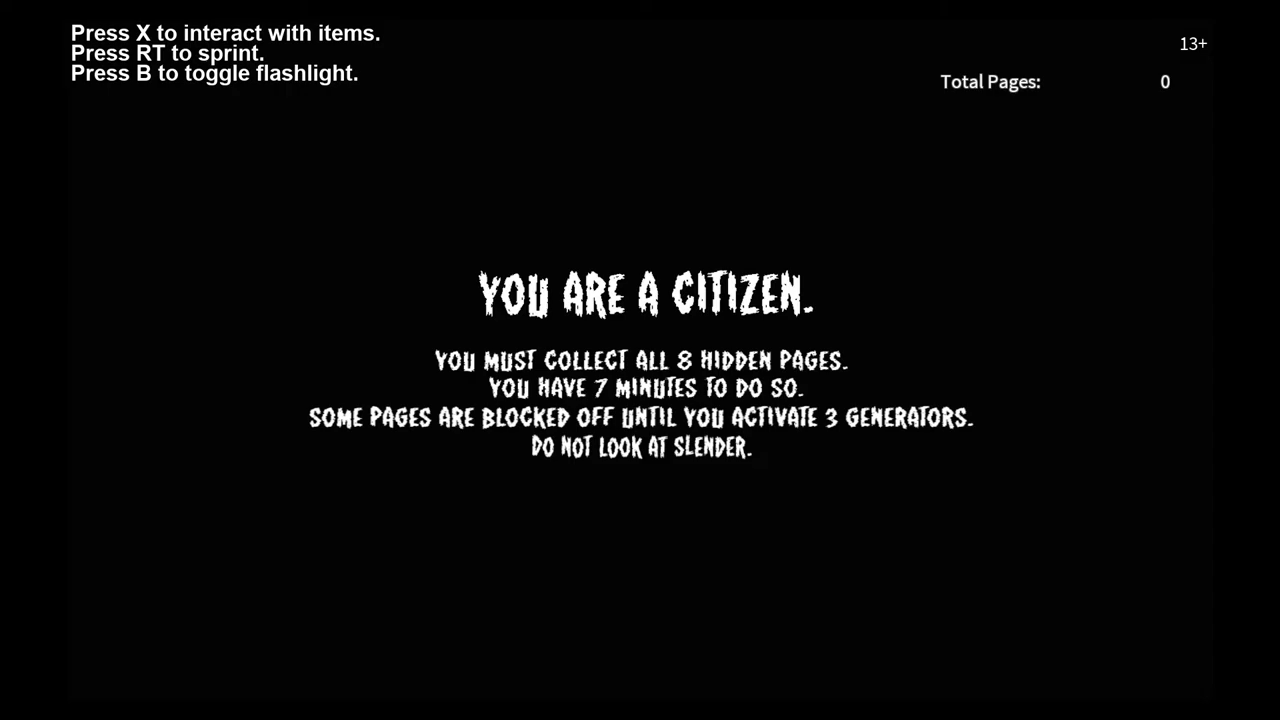 Press X to interact with items.
Press RT to sprint.
Press B to toggle flashlight.
13+
Total Pages: 0
YOU ARE A CITIZEN.
YOU MUST COLLECT ALL 8 HIDDEN PAGES.
YOU HAVE 7 MINUTES TO DO SO.
SOME PAGES ARE BLOCKED OFF UNTIL YOU ACTIVATE 3 GENERATORS.
DO NOT LOOK AT SLENDER.